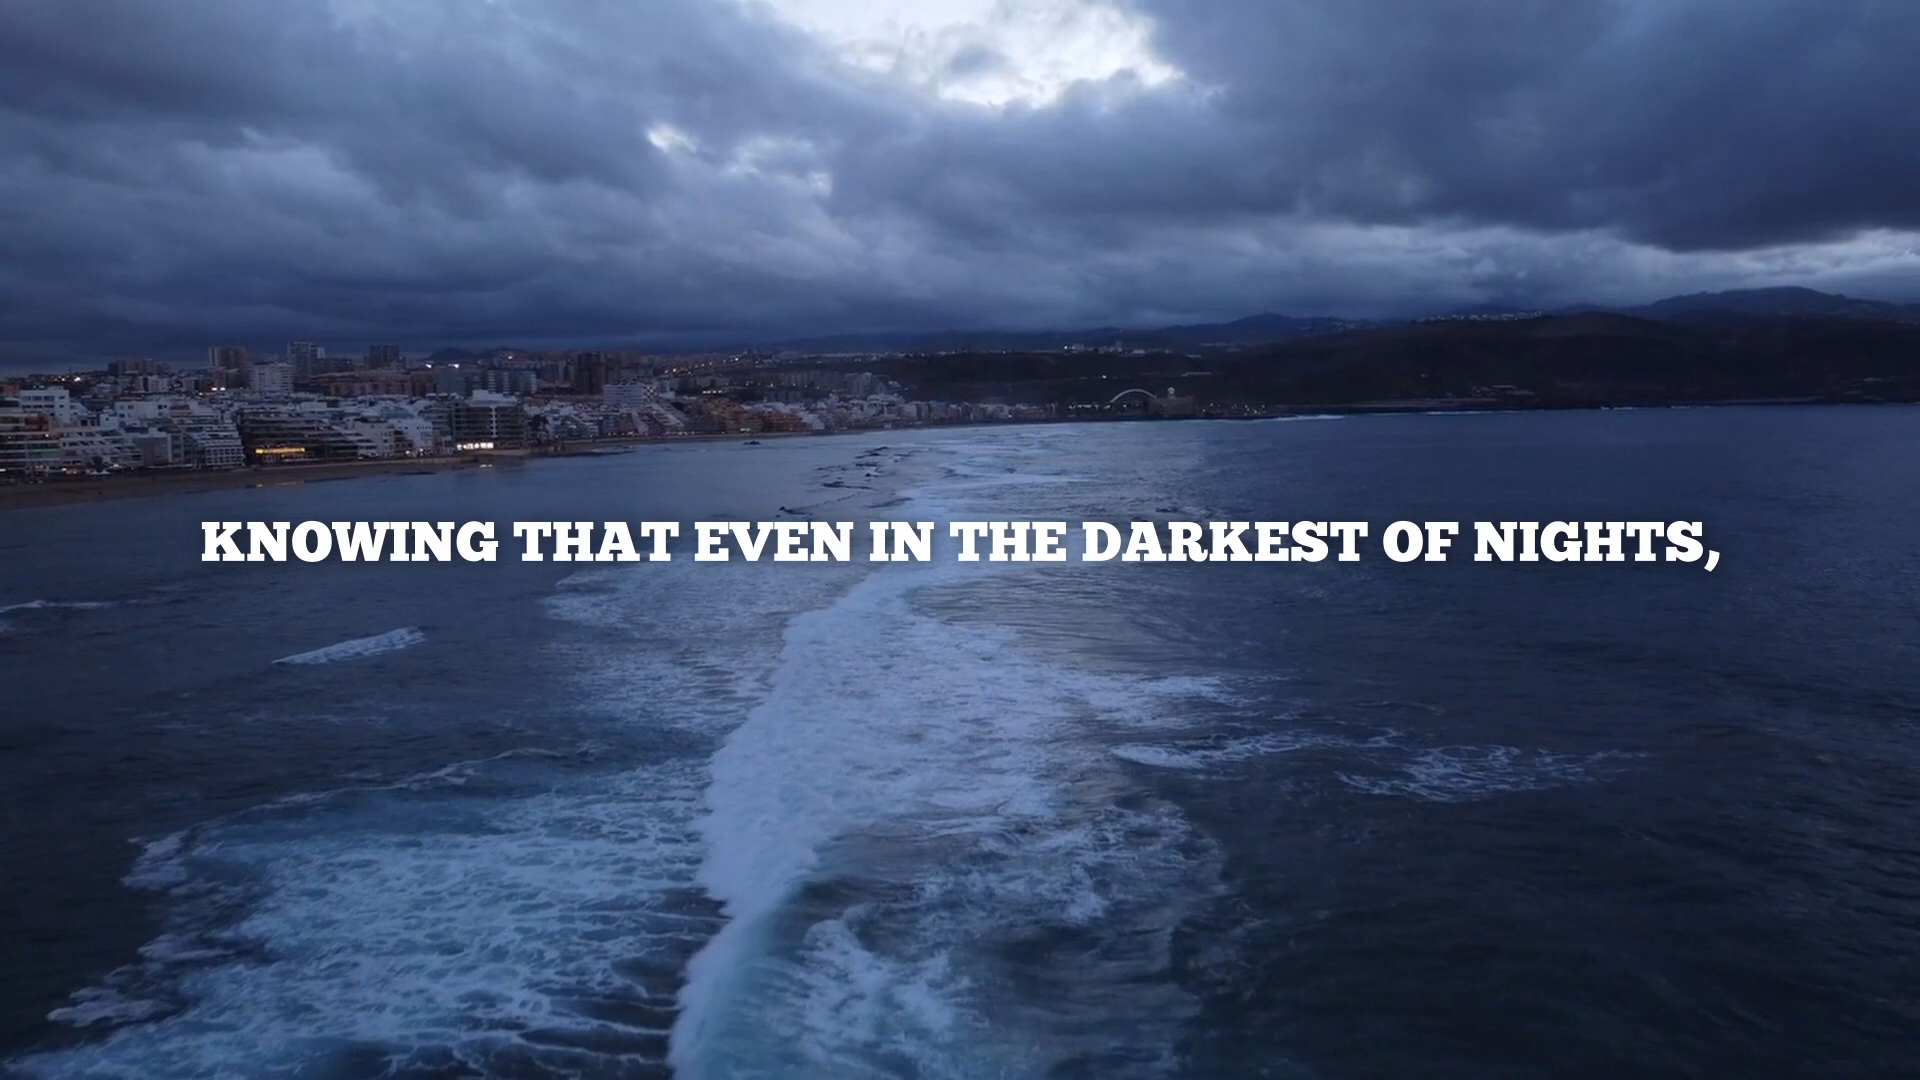 KNOWING THAT EVEN IN THE DARKEST OF NIGHTS,